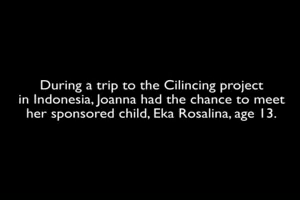 During a trip to the Cilincing project
in Indonesia, Joanna had the chance to meet
her sponsored child, Eka Rosalina, age 13.